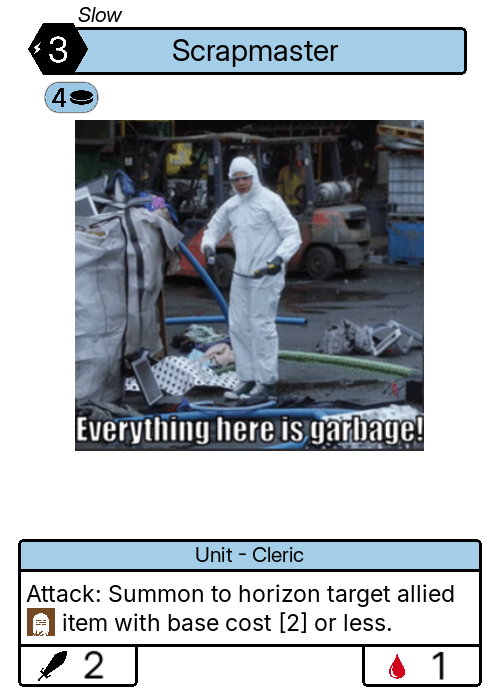 Slow
3
Scrapmaster
4
Everything here is garbage!
Unit - Cleric
Attack: Summon to horizon target allied
item with base cost [2] or less.
2
1